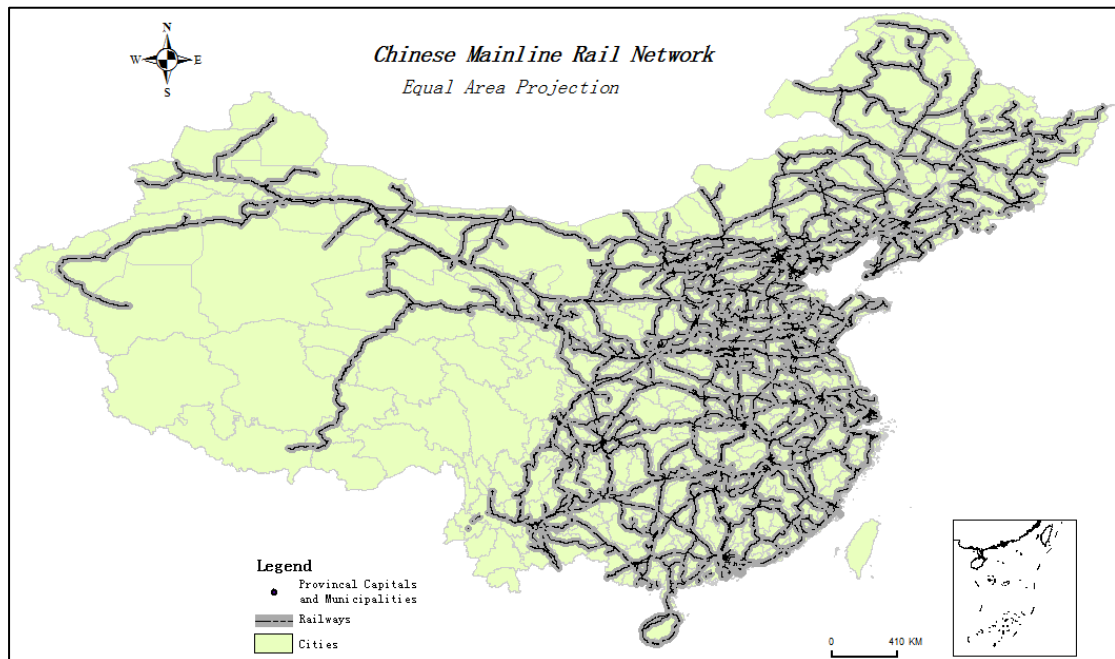 N
W E
S
Chinese Mainline Rail Network
Equal Area Projection
Legend
Provincal Capitals
and Municipalities
Railways
Cities
0 410 KM